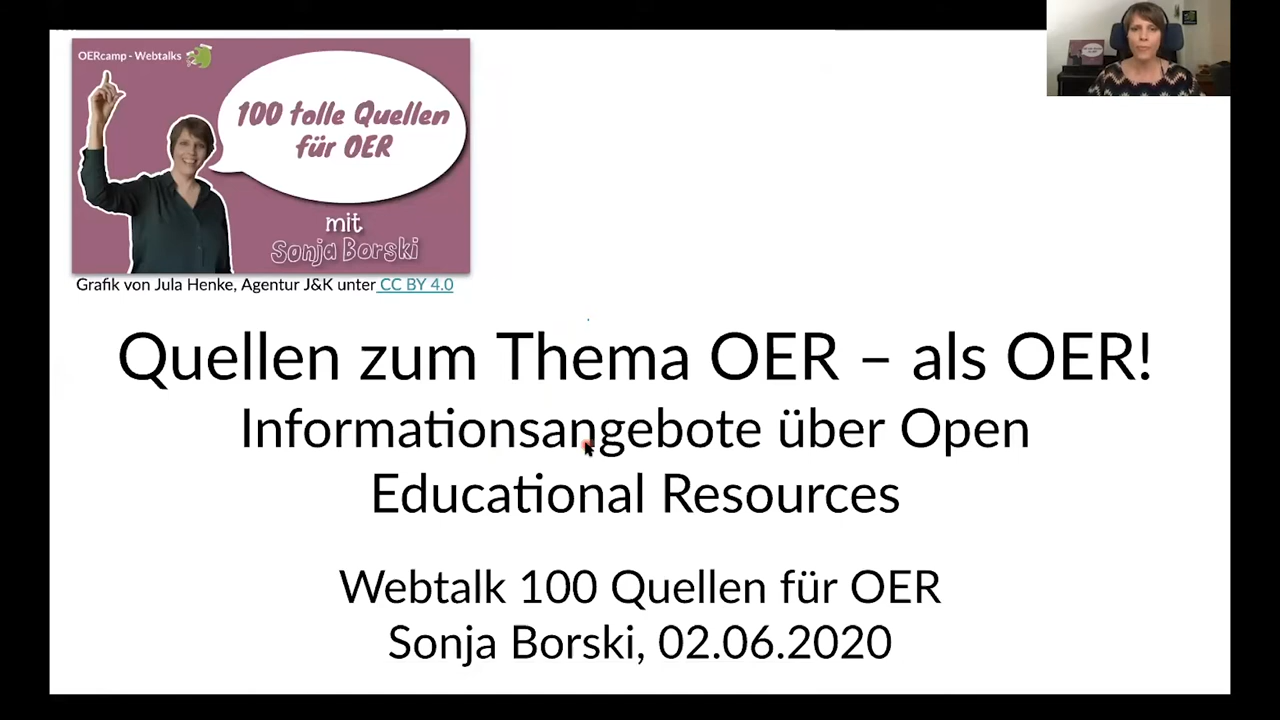 OERcamp - Webtalks
100 tolle Quellen
für OER
mit
Sonja Borski
Grafik von Jula Henke, Agentur J&K unter CC BY 4.0
Quellen zum Thema OER – als OER!
Informationsangebote über Open
Educational Resources
Webtalk 100 Quellen für OER
Sonja Borski, 02.06.2020